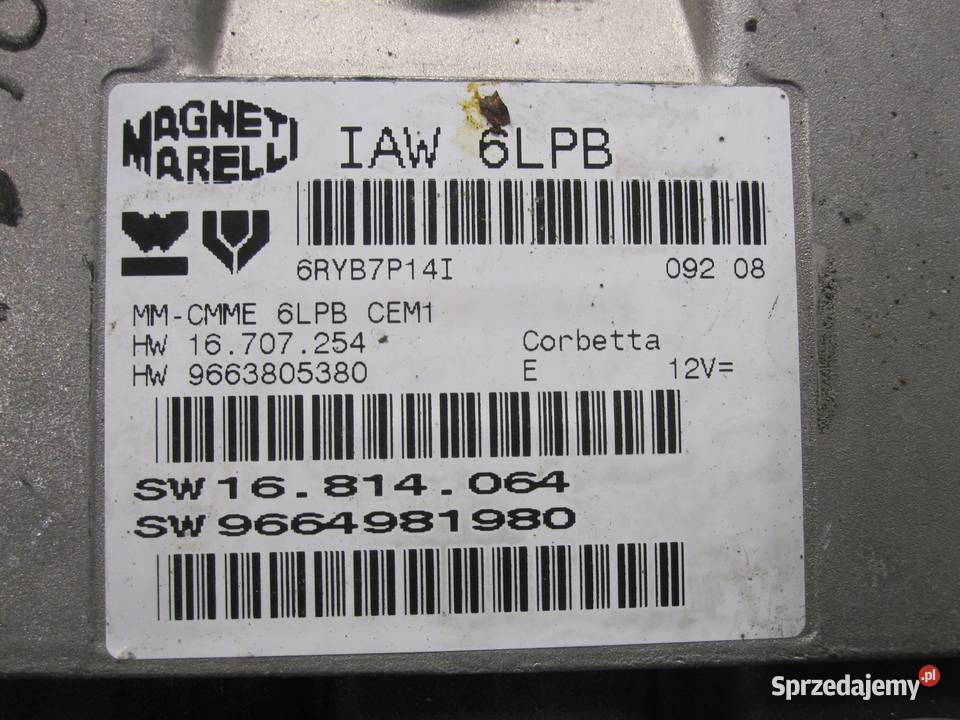 MAGNETI
MARELLI
IAW 6LPB
6RYB7P14I 092 08
MM-CMME 6LPB CEM1
HW 16.707.254 Corbetta
HW 9663805380 E 12V=
SW 16.814.064
SW 9664981980
Sprzedajemy.pl